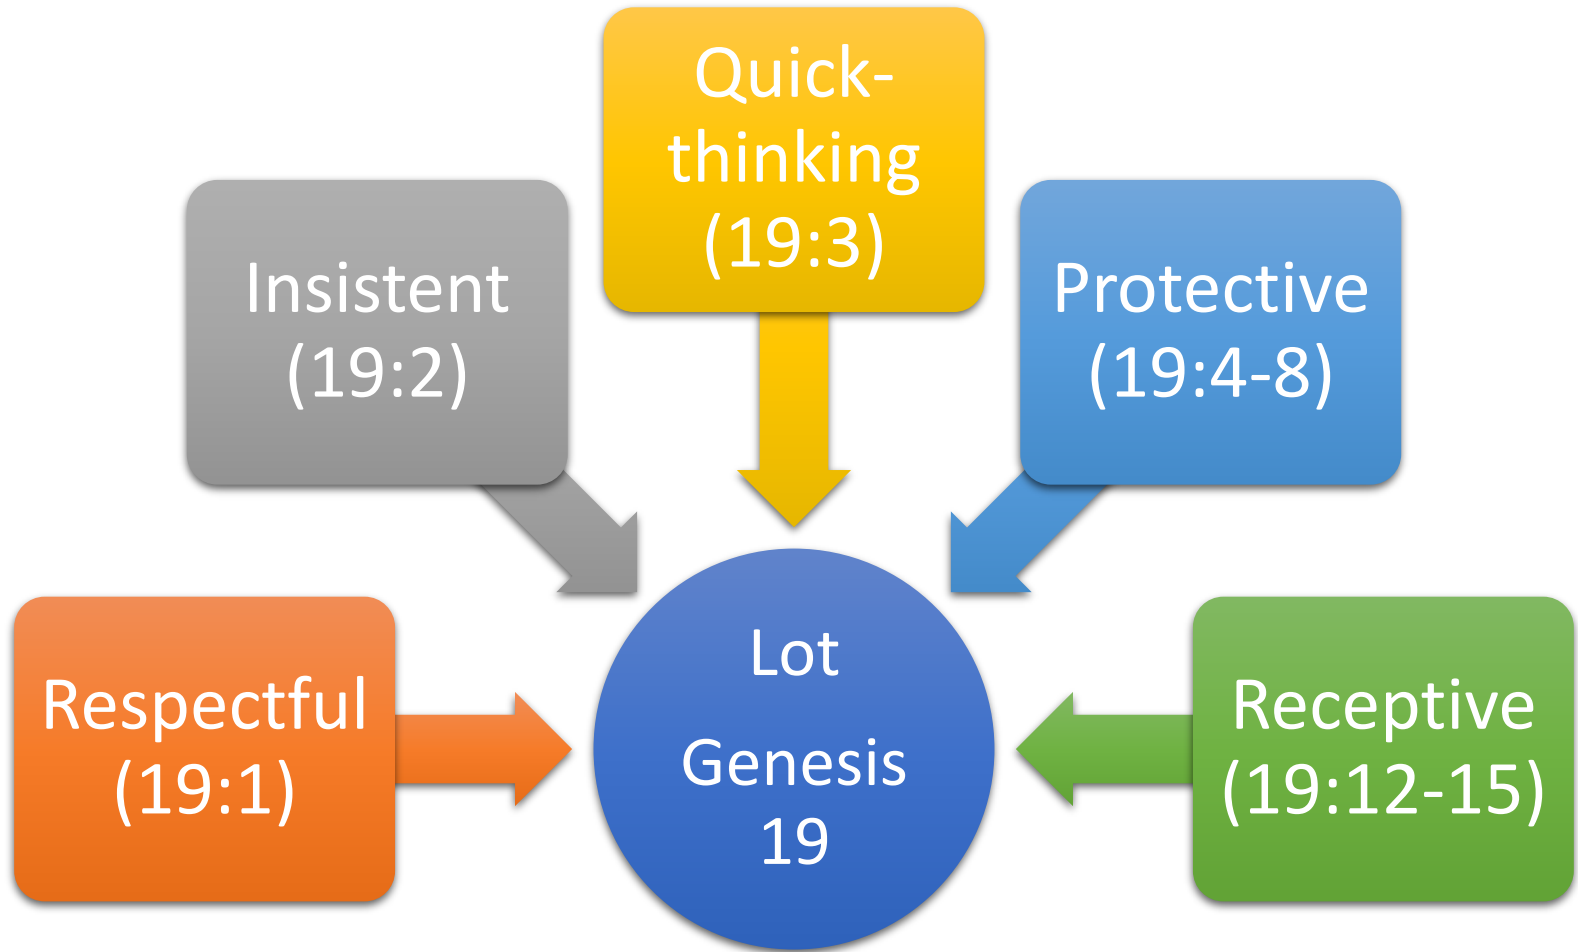 Quick-
thinking
(19:3)
Insistent
(19:2)
Protective
(19:4-8)
Respectful
(19:1)
Lot
Genesis
19
Receptive
(19:12-15)